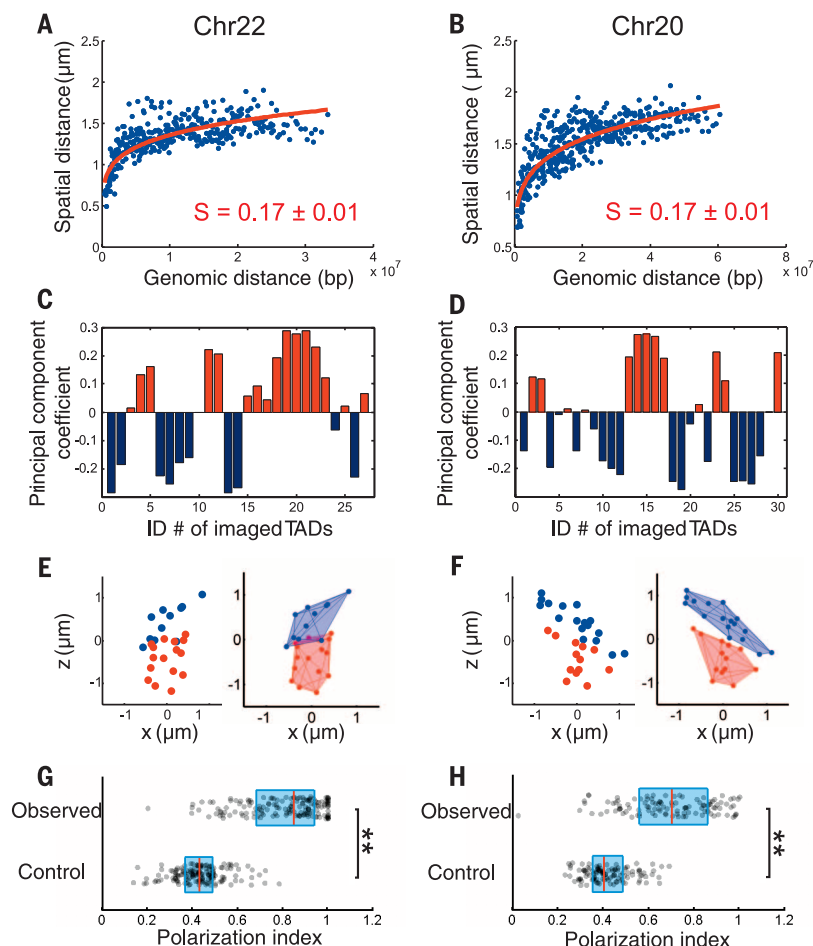 Chr22
Chr20
A
Spatial distance (μm)
2.5
2
1.5
1
0.5
0
1
2
3
4
x 10^7
Genomic distance (bp)
S = 0.17 ± 0.01
B
Spatial distance ( μm)
2.5
2
1.5
1
0.5
0
2
4
6
8
x 10^7
Genomic distance (bp)
S = 0.17 ± 0.01
C
Principal component
coefficient
0.3
0.2
0.1
0
-0.1
-0.2
5
10
15
20
25
ID # of imaged TADs
D
Principal component
coefficient
0.3
0.2
0.1
0
-0.1
-0.2
0
5
10
15
20
25
30
ID # of imaged TADs
E
z (μm)
1
0
-1
-1
0
1
x (μm)
1
0
-1
-1
0
1
x (μm)
F
z (μm)
1
0
-1
-1
0
1
x (μm)
1
0
-1
-1
0
1
x (μm)
G
Observed
Control
**
0
0.2
0.4
0.6
0.8
1
1.2
Polarization index
H
Observed
Control
**
0
0.2
0.4
0.6
0.8
1
1.2
Polarization index